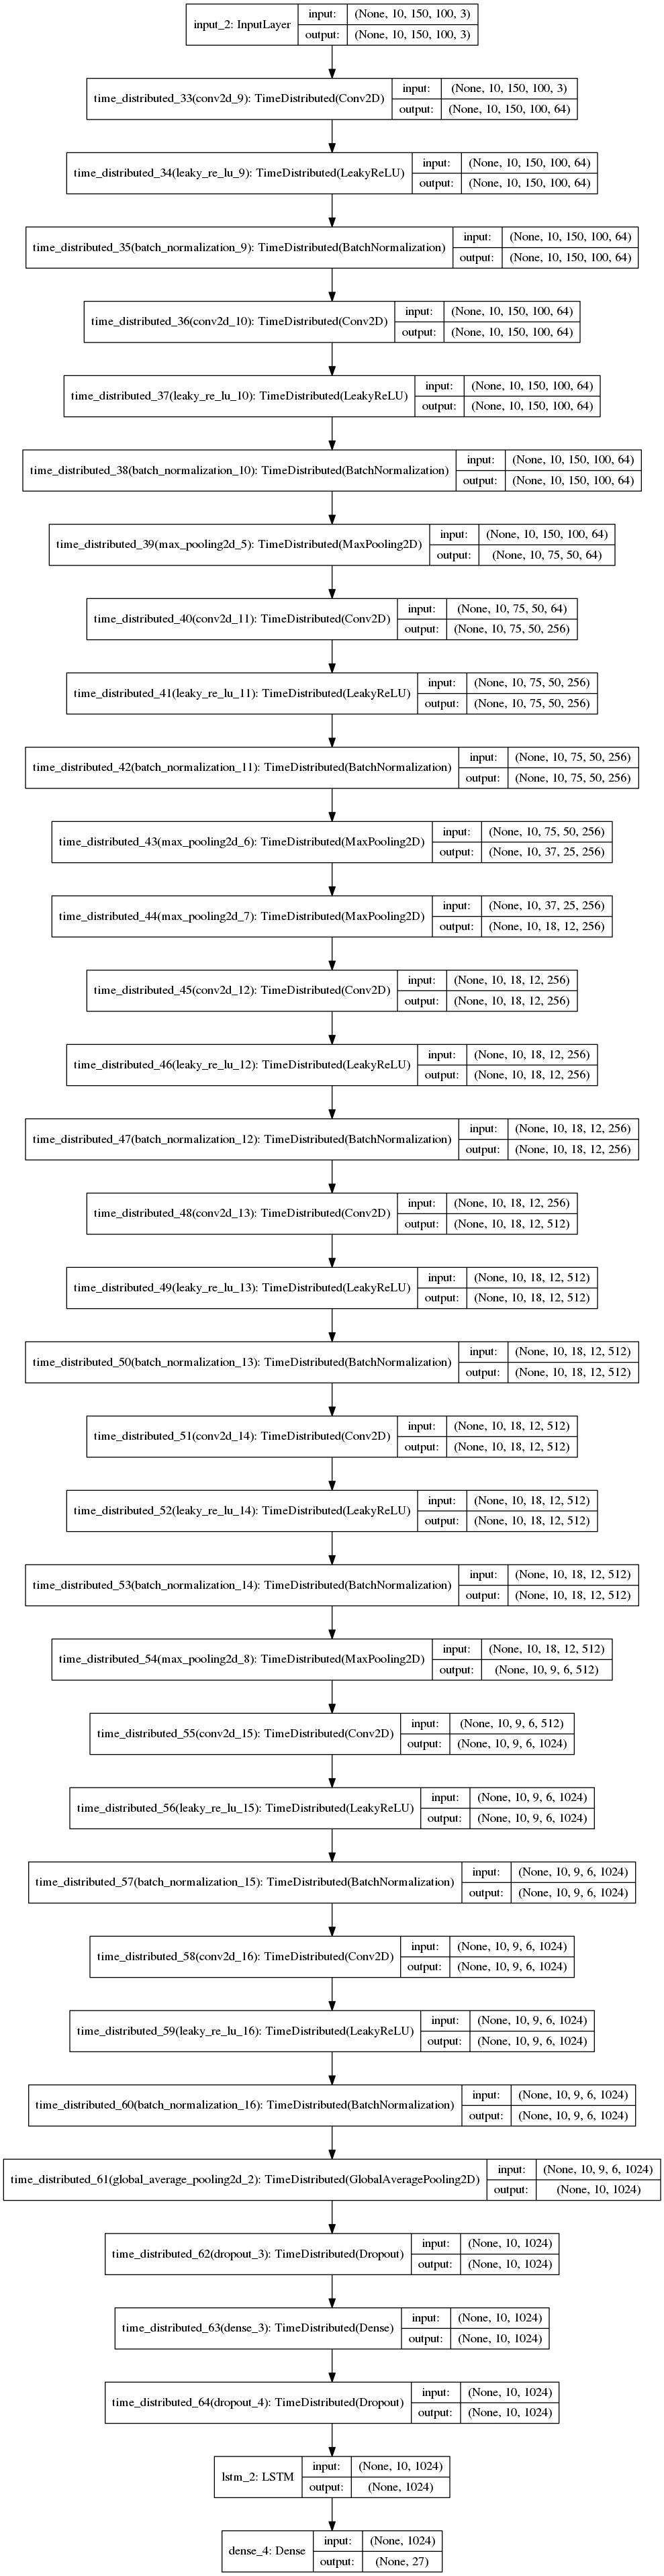 input_2: InputLayer
input: (None, 10, 150, 100, 3)
output: (None, 10, 150, 100, 3)
time_distributed_33(conv2d_9): TimeDistributed(Conv2D)
input: (None, 10, 150, 100, 3)
output: (None, 10, 150, 100, 64)
time_distributed_34(leaky_re_lu_9): TimeDistributed(LeakyReLU)
input: (None, 10, 150, 100, 64)
output: (None, 10, 150, 100, 64)
time_distributed_35(batch_normalization_9): TimeDistributed(BatchNormalization)
input: (None, 10, 150, 100, 64)
output: (None, 10, 150, 100, 64)
time_distributed_36(conv2d_10): TimeDistributed(Conv2D)
input: (None, 10, 150, 100, 64)
output: (None, 10, 150, 100, 64)
time_distributed_37(leaky_re_lu_10): TimeDistributed(LeakyReLU)
input: (None, 10, 150, 100, 64)
output: (None, 10, 150, 100, 64)
time_distributed_38(batch_normalization_10): TimeDistributed(BatchNormalization)
input: (None, 10, 150, 100, 64)
output: (None, 10, 150, 100, 64)
time_distributed_39(max_pooling2d_5): TimeDistributed(MaxPooling2D)
input: (None, 10, 150, 100, 64)
output: (None, 10, 75, 50, 64)
time_distributed_40(conv2d_11): TimeDistributed(Conv2D)
input: (None, 10, 75, 50, 64)
output: (None, 10, 75, 50, 256)
time_distributed_41(leaky_re_lu_11): TimeDistributed(LeakyReLU)
input: (None, 10, 75, 50, 256)
output: (None, 10, 75, 50, 256)
time_distributed_42(batch_normalization_11): TimeDistributed(BatchNormalization)
input: (None, 10, 75, 50, 256)
output: (None, 10, 75, 50, 256)
time_distributed_43(max_pooling2d_6): TimeDistributed(MaxPooling2D)
input: (None, 10, 75, 50, 256)
output: (None, 10, 37, 25, 256)
time_distributed_44(max_pooling2d_7): TimeDistributed(MaxPooling2D)
input: (None, 10, 37, 25, 256)
output: (None, 10, 18, 12, 256)
time_distributed_45(conv2d_12): TimeDistributed(Conv2D)
input: (None, 10, 18, 12, 256)
output: (None, 10, 18, 12, 256)
time_distributed_46(leaky_re_lu_12): TimeDistributed(LeakyReLU)
input: (None, 10, 18, 12, 256)
output: (None, 10, 18, 12, 256)
time_distributed_47(batch_normalization_12): TimeDistributed(BatchNormalization)
input: (None, 10, 18, 12, 256)
output: (None, 10, 18, 12, 256)
time_distributed_48(conv2d_13): TimeDistributed(Conv2D)
input: (None, 10, 18, 12, 256)
output: (None, 10, 18, 12, 512)
time_distributed_49(leaky_re_lu_13): TimeDistributed(LeakyReLU)
input: (None, 10, 18, 12, 512)
output: (None, 10, 18, 12, 512)
time_distributed_50(batch_normalization_13): TimeDistributed(BatchNormalization)
input: (None, 10, 18, 12, 512)
output: (None, 10, 18, 12, 512)
time_distributed_51(conv2d_14): TimeDistributed(Conv2D)
input: (None, 10, 18, 12, 512)
output: (None, 10, 18, 12, 512)
time_distributed_52(leaky_re_lu_14): TimeDistributed(LeakyReLU)
input: (None, 10, 18, 12, 512)
output: (None, 10, 18, 12, 512)
time_distributed_53(batch_normalization_14): TimeDistributed(BatchNormalization)
input: (None, 10, 18, 12, 512)
output: (None, 10, 18, 12, 512)
time_distributed_54(max_pooling2d_8): TimeDistributed(MaxPooling2D)
input: (None, 10, 18, 12, 512)
output: (None, 10, 9, 6, 512)
time_distributed_55(conv2d_15): TimeDistributed(Conv2D)
input: (None, 10, 9, 6, 512)
output: (None, 10, 9, 6, 1024)
time_distributed_56(leaky_re_lu_15): TimeDistributed(LeakyReLU)
input: (None, 10, 9, 6, 1024)
output: (None, 10, 9, 6, 1024)
time_distributed_57(batch_normalization_15): TimeDistributed(BatchNormalization)
input: (None, 10, 9, 6, 1024)
output: (None, 10, 9, 6, 1024)
time_distributed_58(conv2d_16): TimeDistributed(Conv2D)
input: (None, 10, 9, 6, 1024)
output: (None, 10, 9, 6, 1024)
time_distributed_59(leaky_re_lu_16): TimeDistributed(LeakyReLU)
input: (None, 10, 9, 6, 1024)
output: (None, 10, 9, 6, 1024)
time_distributed_60(batch_normalization_16): TimeDistributed(BatchNormalization)
input: (None, 10, 9, 6, 1024)
output: (None, 10, 9, 6, 1024)
time_distributed_61(global_average_pooling2d_2): TimeDistributed(GlobalAveragePooling2D)
input: (None, 10, 9, 6, 1024)
output: (None, 10, 1024)
time_distributed_62(dropout_3): TimeDistributed(Dropout)
input: (None, 10, 1024)
output: (None, 10, 1024)
time_distributed_63(dense_3): TimeDistributed(Dense)
input: (None, 10, 1024)
output: (None, 10, 1024)
time_distributed_64(dropout_4): TimeDistributed(Dropout)
input: (None, 10, 1024)
output: (None, 10, 1024)
lstm_2: LSTM
input: (None, 10, 1024)
output: (None, 1024)
dense_4: Dense
input: (None, 1024)
output: (None, 27)